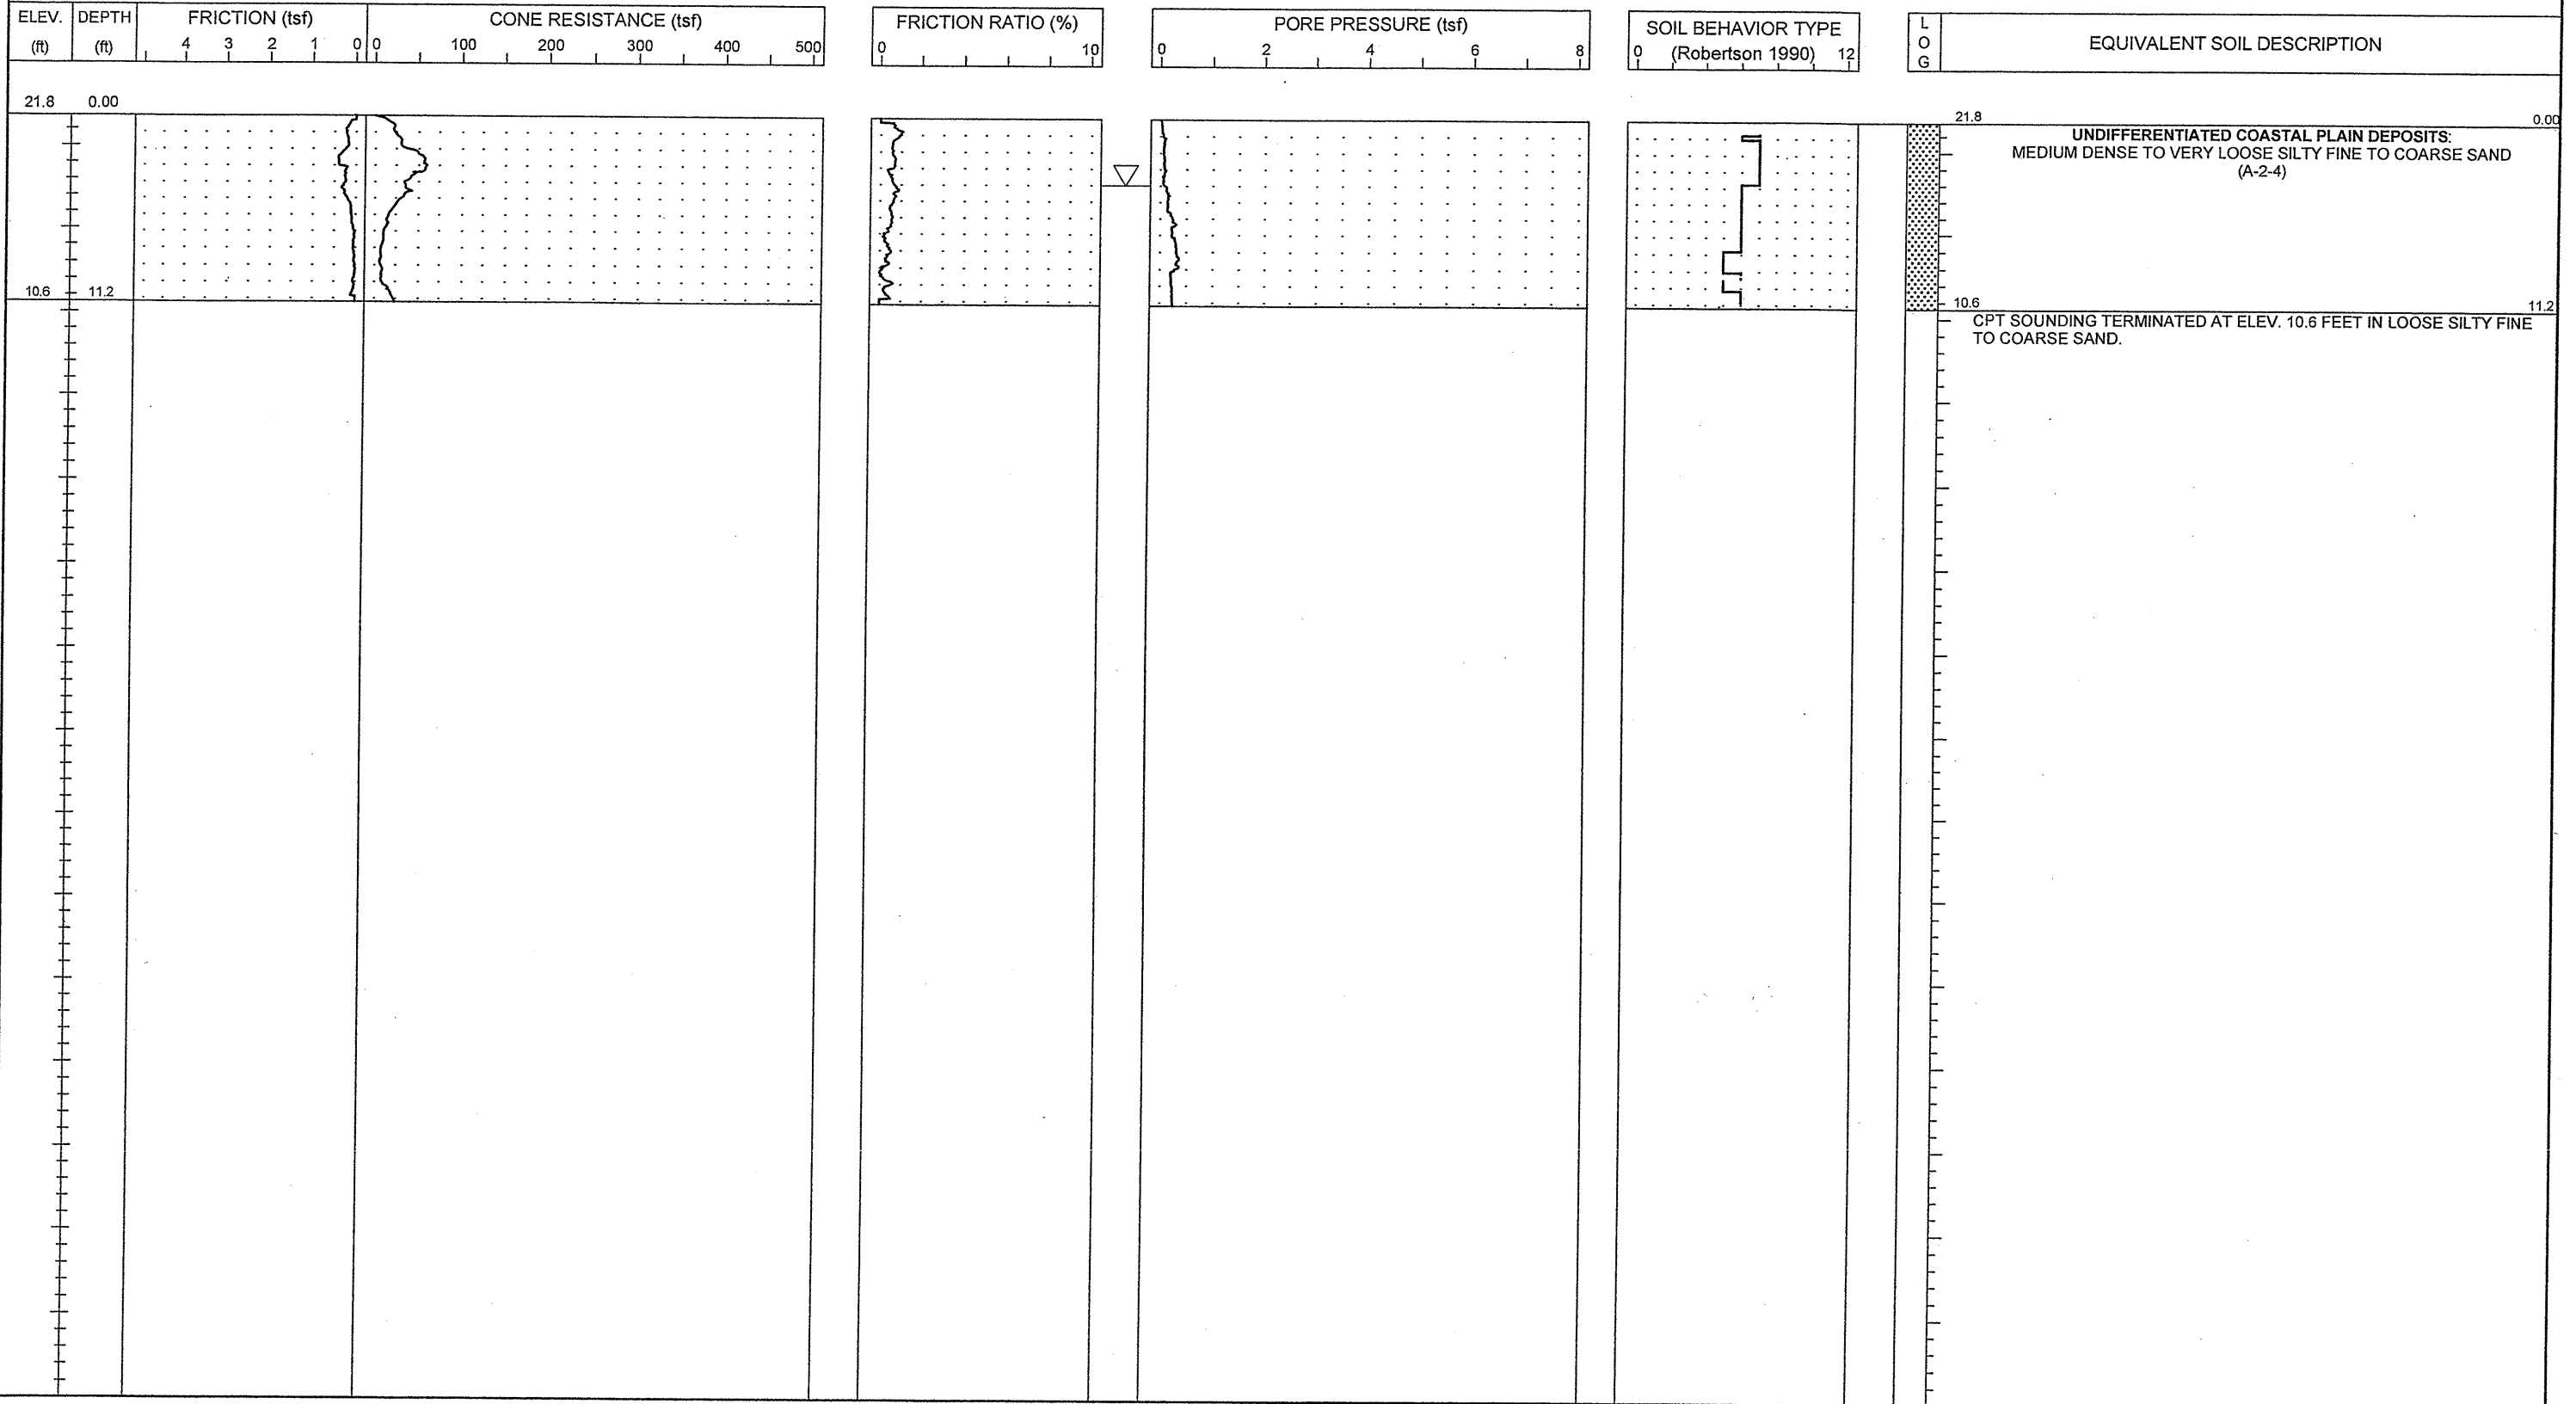 ELEV. DEPTH FRICTION (tsf) CONE RESISTANCE (tsf) FRICTION RATIO (%) PORE PRESSURE (tsf) SOIL BEHAVIOR TYPE L
(ft) (ft) 4 3 2 1 0 0 100 200 300 400 500 0 10 0 2 4 6 8 0 (Robertson 1990) 12 O EQUIVALENT SOIL DESCRIPTION
G
21.8 0.00
21.8 0.00
UNDIFFERENTIATED COASTAL PLAIN DEPOSITS:
MEDIUM DENSE TO VERY LOOSE SILTY FINE TO COARSE SAND
(A-2-4)
10.6 11.2
10.6 11.2
CPT SOUNDING TERMINATED AT ELEV. 10.6 FEET IN LOOSE SILTY FINE
TO COARSE SAND.